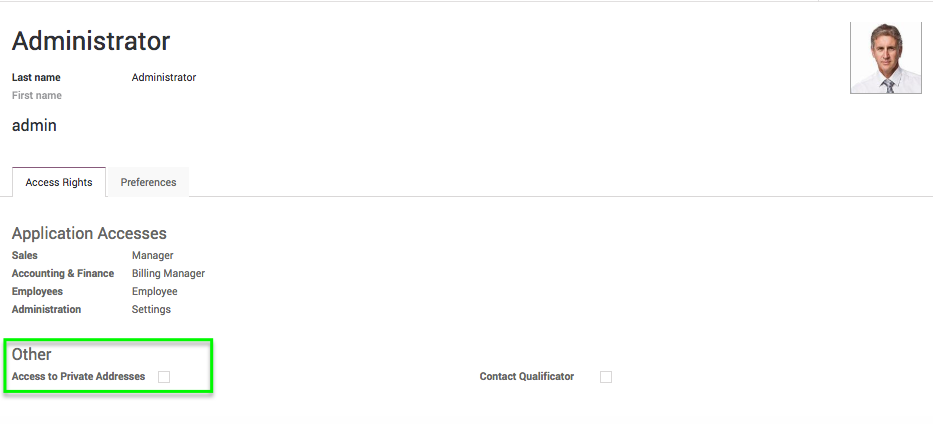 Administrator
Last name Administrator
First name
admin
Access Rights Preferences
Application Accesses
Sales Manager
Accounting & Finance Billing Manager
Employees Employee
Administration Settings
Other
Access to Private Addresses Contact Qualificator